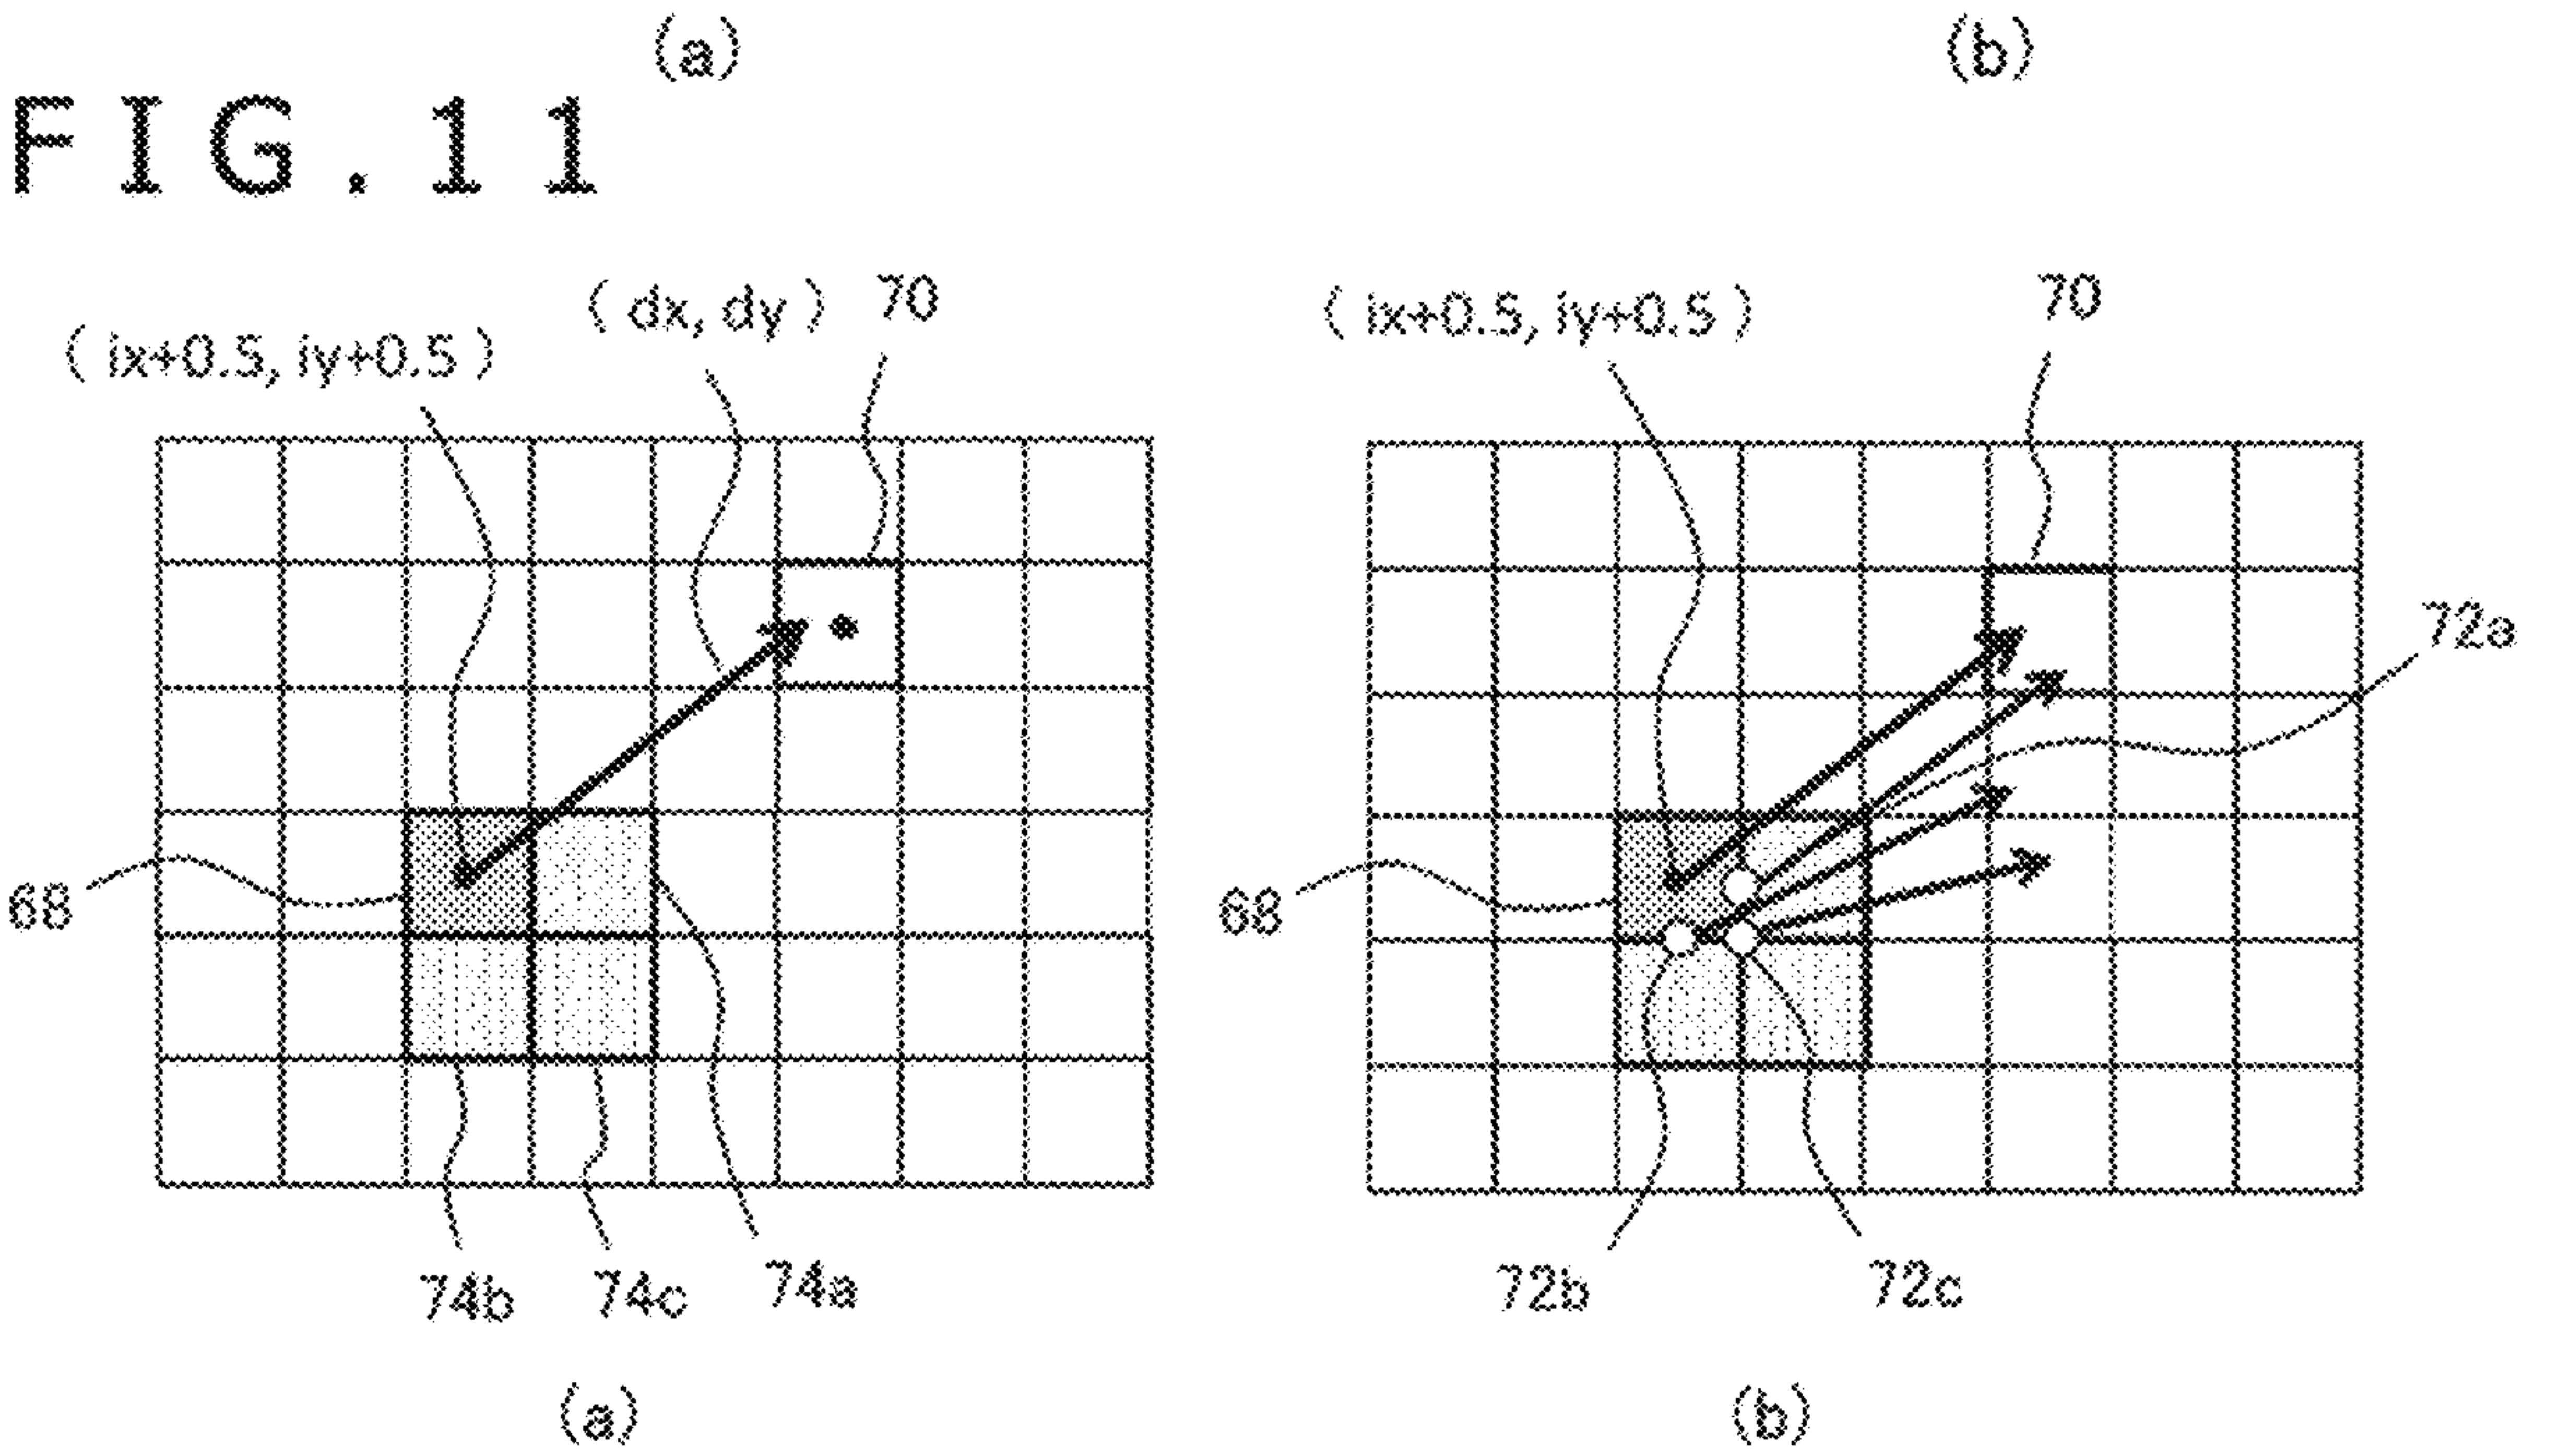 (a) (b)
FIG.11
(ix+0.5, iy+0.5) (dx, dy) 70 (ix+0.5, iy+0.5) 70
72a
68 68
74b 74c 74a 72b 72c
(a) (b)